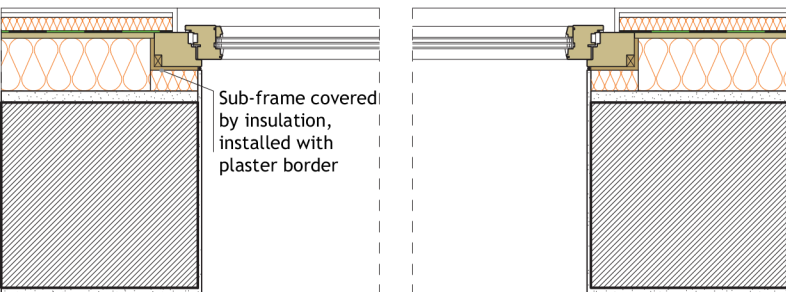 Sub-frame covered
by insulation,
installed with
plaster border